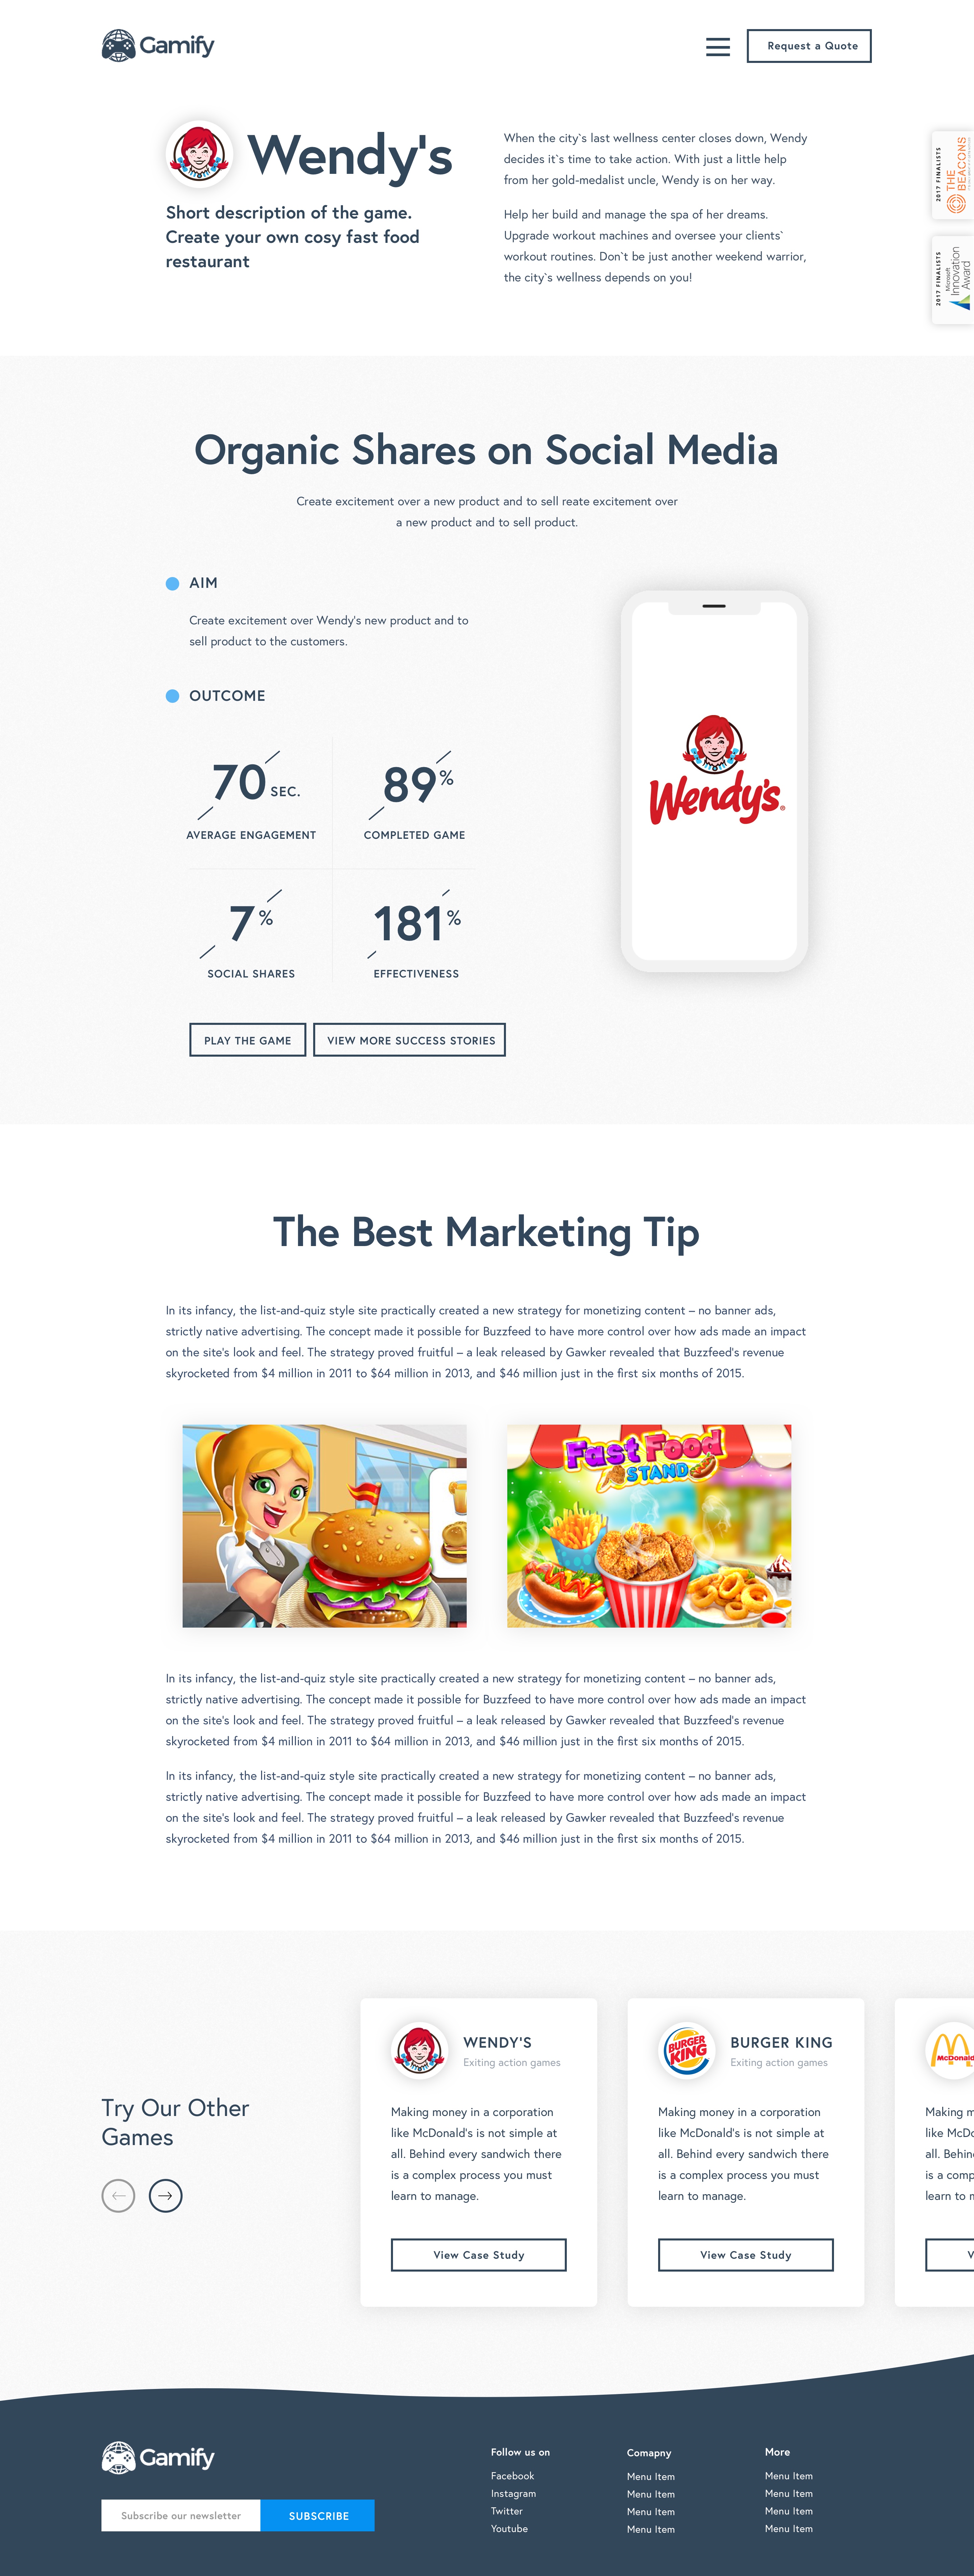 Gamify
Request a Quote
Wendy's
Short description of the game.
Create your own cosy fast food
restaurant
When the city`s last wellness center closes down, Wendy
decides it`s time to take action. With just a little help
from her gold-medalist uncle, Wendy is on her way.
Help her build and manage the spa of her dreams.
Upgrade workout machines and oversee your clients`
workout routines. Don`t be just another weekend warrior,
the city`s wellness depends on you!
2017 FINALISTS
THE
BEACONS
2017 FINALISTS
Microsoft
Innovation
Award
Organic Shares on Social Media
Create excitement over a new product and to sell reate excitement over
a new product and to sell product.
AIM
Create excitement over Wendy's new product and to
sell product to the customers.
OUTCOME
70 SEC.
AVERAGE ENGAGEMENT
89%
COMPLETED GAME
7%
SOCIAL SHARES
181%
EFFECTIVENESS
Wendy's®
PLAY THE GAME
VIEW MORE SUCCESS STORIES
The Best Marketing Tip
In its infancy, the list-and-quiz style site practically created a new strategy for monetizing content – no banner ads,
strictly native advertising. The concept made it possible for Buzzfeed to have more control over how ads made an impact
on the site's look and feel. The strategy proved fruitful – a leak released by Gawker revealed that Buzzfeed's revenue
skyrocketed from $4 million in 2011 to $64 million in 2013, and $46 million just in the first six months of 2015.
Fast Food
STAND
In its infancy, the list-and-quiz style site practically created a new strategy for monetizing content – no banner ads,
strictly native advertising. The concept made it possible for Buzzfeed to have more control over how ads made an impact
on the site's look and feel. The strategy proved fruitful – a leak released by Gawker revealed that Buzzfeed's revenue
skyrocketed from $4 million in 2011 to $64 million in 2013, and $46 million just in the first six months of 2015.
In its infancy, the list-and-quiz style site practically created a new strategy for monetizing content – no banner ads,
strictly native advertising. The concept made it possible for Buzzfeed to have more control over how ads made an impact
on the site's look and feel. The strategy proved fruitful – a leak released by Gawker revealed that Buzzfeed's revenue
skyrocketed from $4 million in 2011 to $64 million in 2013, and $46 million just in the first six months of 2015.
Try Our Other
Games
WENDY'S
Exiting action games
Making money in a corporation
like McDonald's is not simple at
all. Behind every sandwich there
is a complex process you must
learn to manage.
View Case Study
BURGER KING
BURGER KING
Exiting action games
Making money in a corporation
like McDonald's is not simple at
all. Behind every sandwich there
is a complex process you must
learn to manage.
View Case Study
McDonald
Making m
like McDo
all. Behin
is a comp
learn to m
V
Gamify
Subscribe our newsletter
SUBSCRIBE
Follow us on
Facebook
Instagram
Twitter
Youtube
Comapny
Menu Item
Menu Item
Menu Item
Menu Item
More
Menu Item
Menu Item
Menu Item
Menu Item